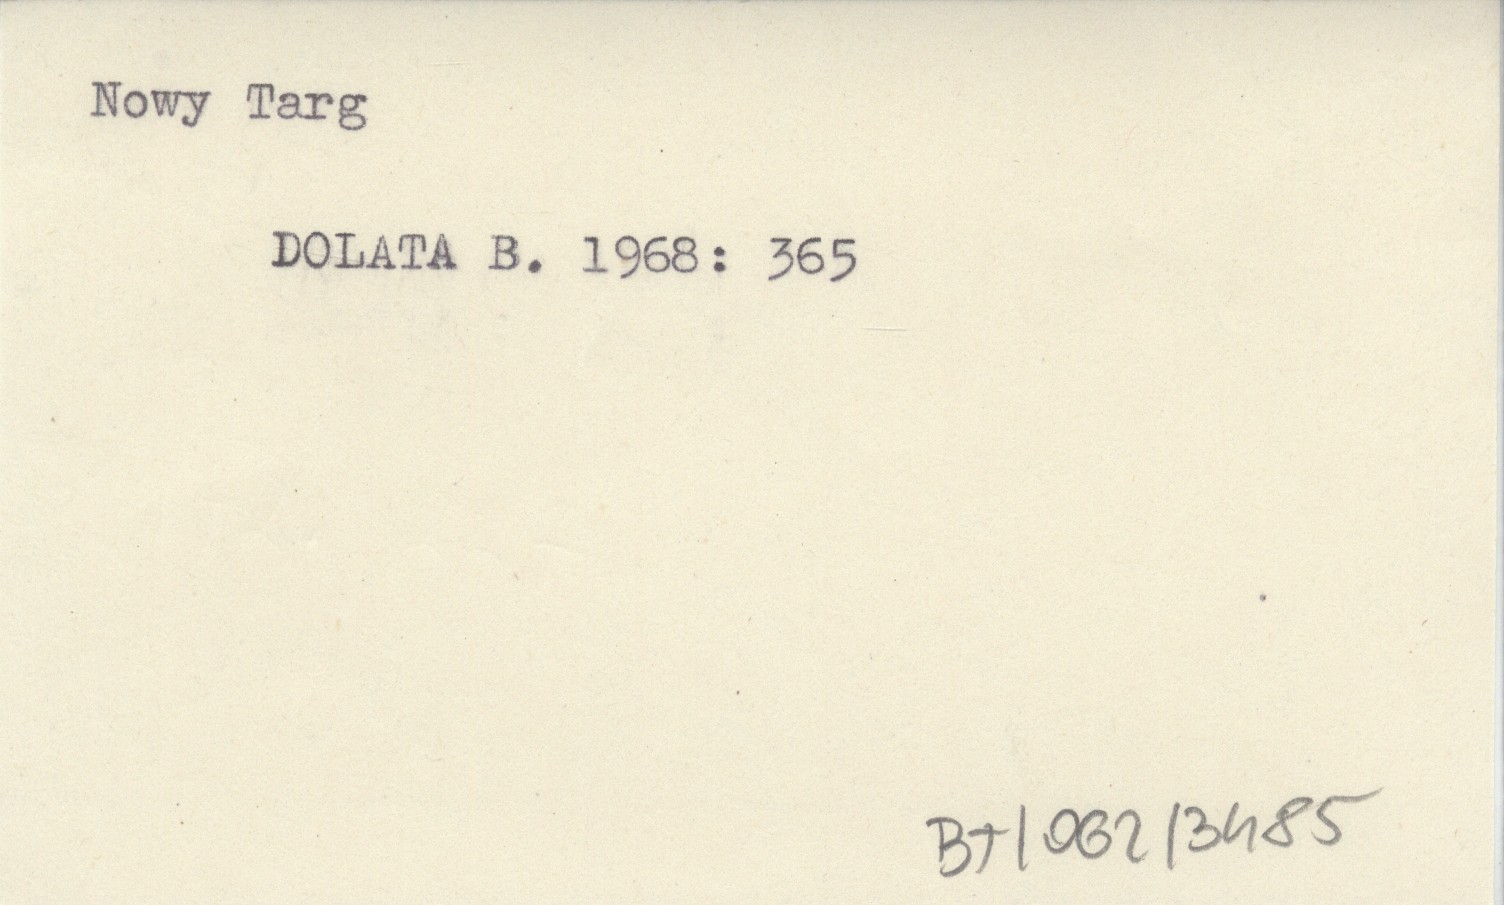 Nowy Targ
DOLATA B. 1968: 365
BT/062/3485